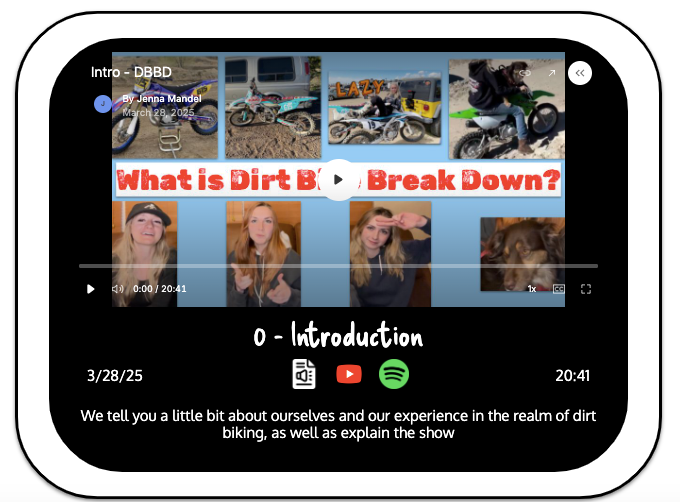 Intro - DBBD
J
By Jenna Mandel
March 28, 2025
LAZY
What is Dirt B Break Down?
0:00 / 20:41
1x
CC
0 - Introduction
3/28/25
20:41
We tell you a little bit about ourselves and our experience in the realm of dirt
biking, as well as explain the show